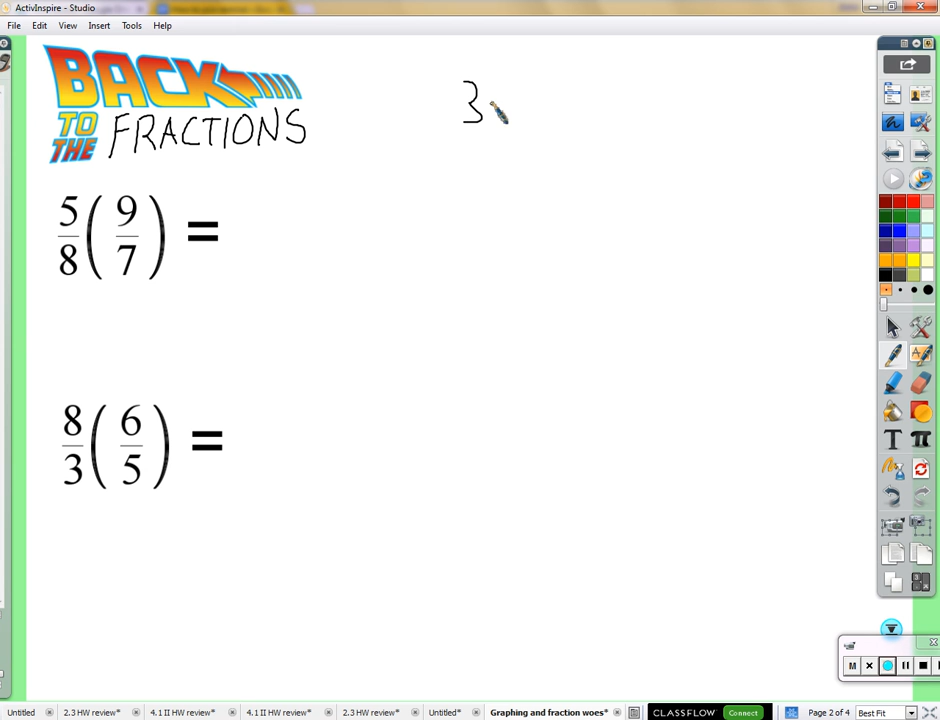 ActivInspire - Studio
File Edit View Insert Tools Help
BACK
TO
THE FRACTIONS
3
5/8(9/7) =
8/3(6/5) =
M
Untitled 2.3 HW review* 4.1 II HW review* 4.1 II HW review* 2.3 HW review* Untitled* Graphing and fraction woes* CLASSFLOW Connect Page 2 of 4 Best Fit